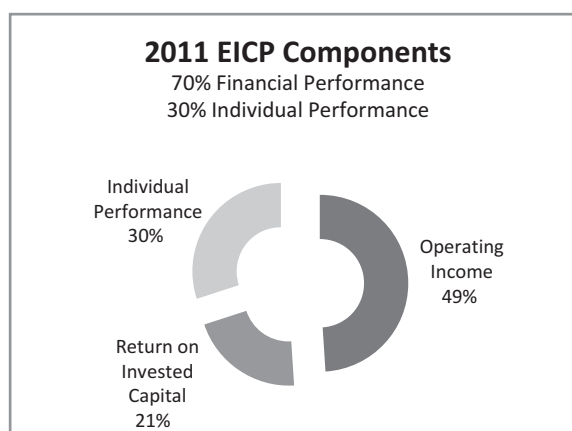 2011 EICP Components
70% Financial Performance
30% Individual Performance
Individual
Performance
30%
Operating
Income
49%
Return on
Invested
Capital
21%